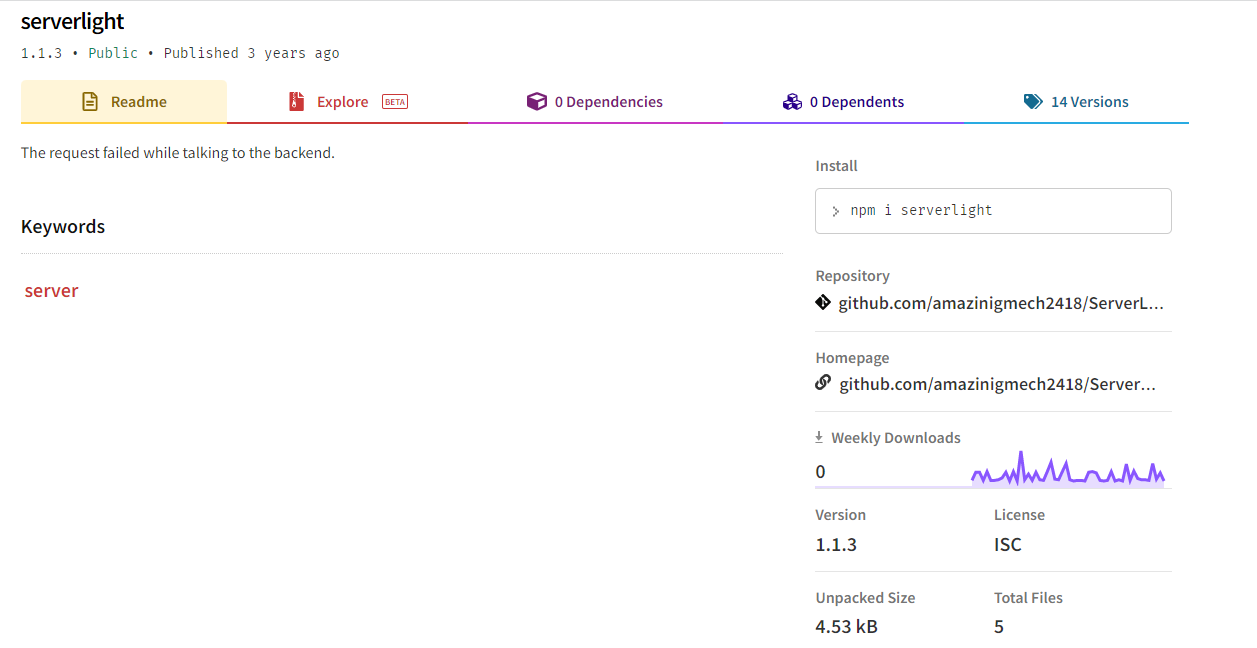 serverlight
1.1.3 • Public • Published 3 years ago
Readme
Explore BETA
0 Dependencies
0 Dependents
14 Versions
The request failed while talking to the backend.
Keywords
server
Install
> npm i serverlight
Repository
github.com/amazinigmech2418/ServerL...
Homepage
github.com/amazinigmech2418/Server...
Weekly Downloads
0
Version
License
1.1.3
ISC
Unpacked Size
Total Files
4.53 kB
5